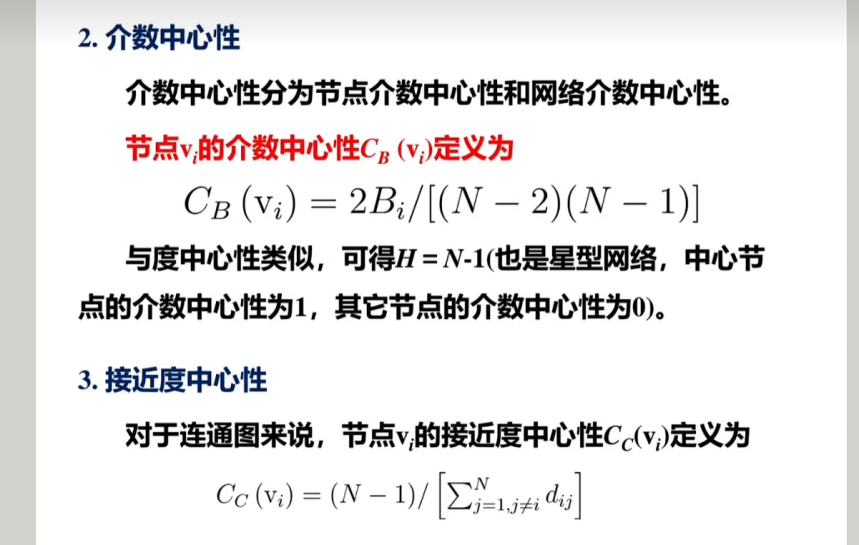 2. 介数中心性
介数中心性分为节点介数中心性和网络介数中心性。
节点vᵢ的介数中心性C_B (vᵢ)定义为
C_B (vᵢ) = 2Bᵢ/[(N − 2)(N − 1)]
与度中心性类似，可得H = N-1(也是星型网络，中心节
点的介数中心性为1，其它节点的介数中心性为0)。
3. 接近度中心性
对于连通图来说，节点vᵢ的接近度中心性C_C(vᵢ)定义为
C_C (vᵢ) = (N − 1)/ [∑_{j=1,j≠i}^N d_{ij}]